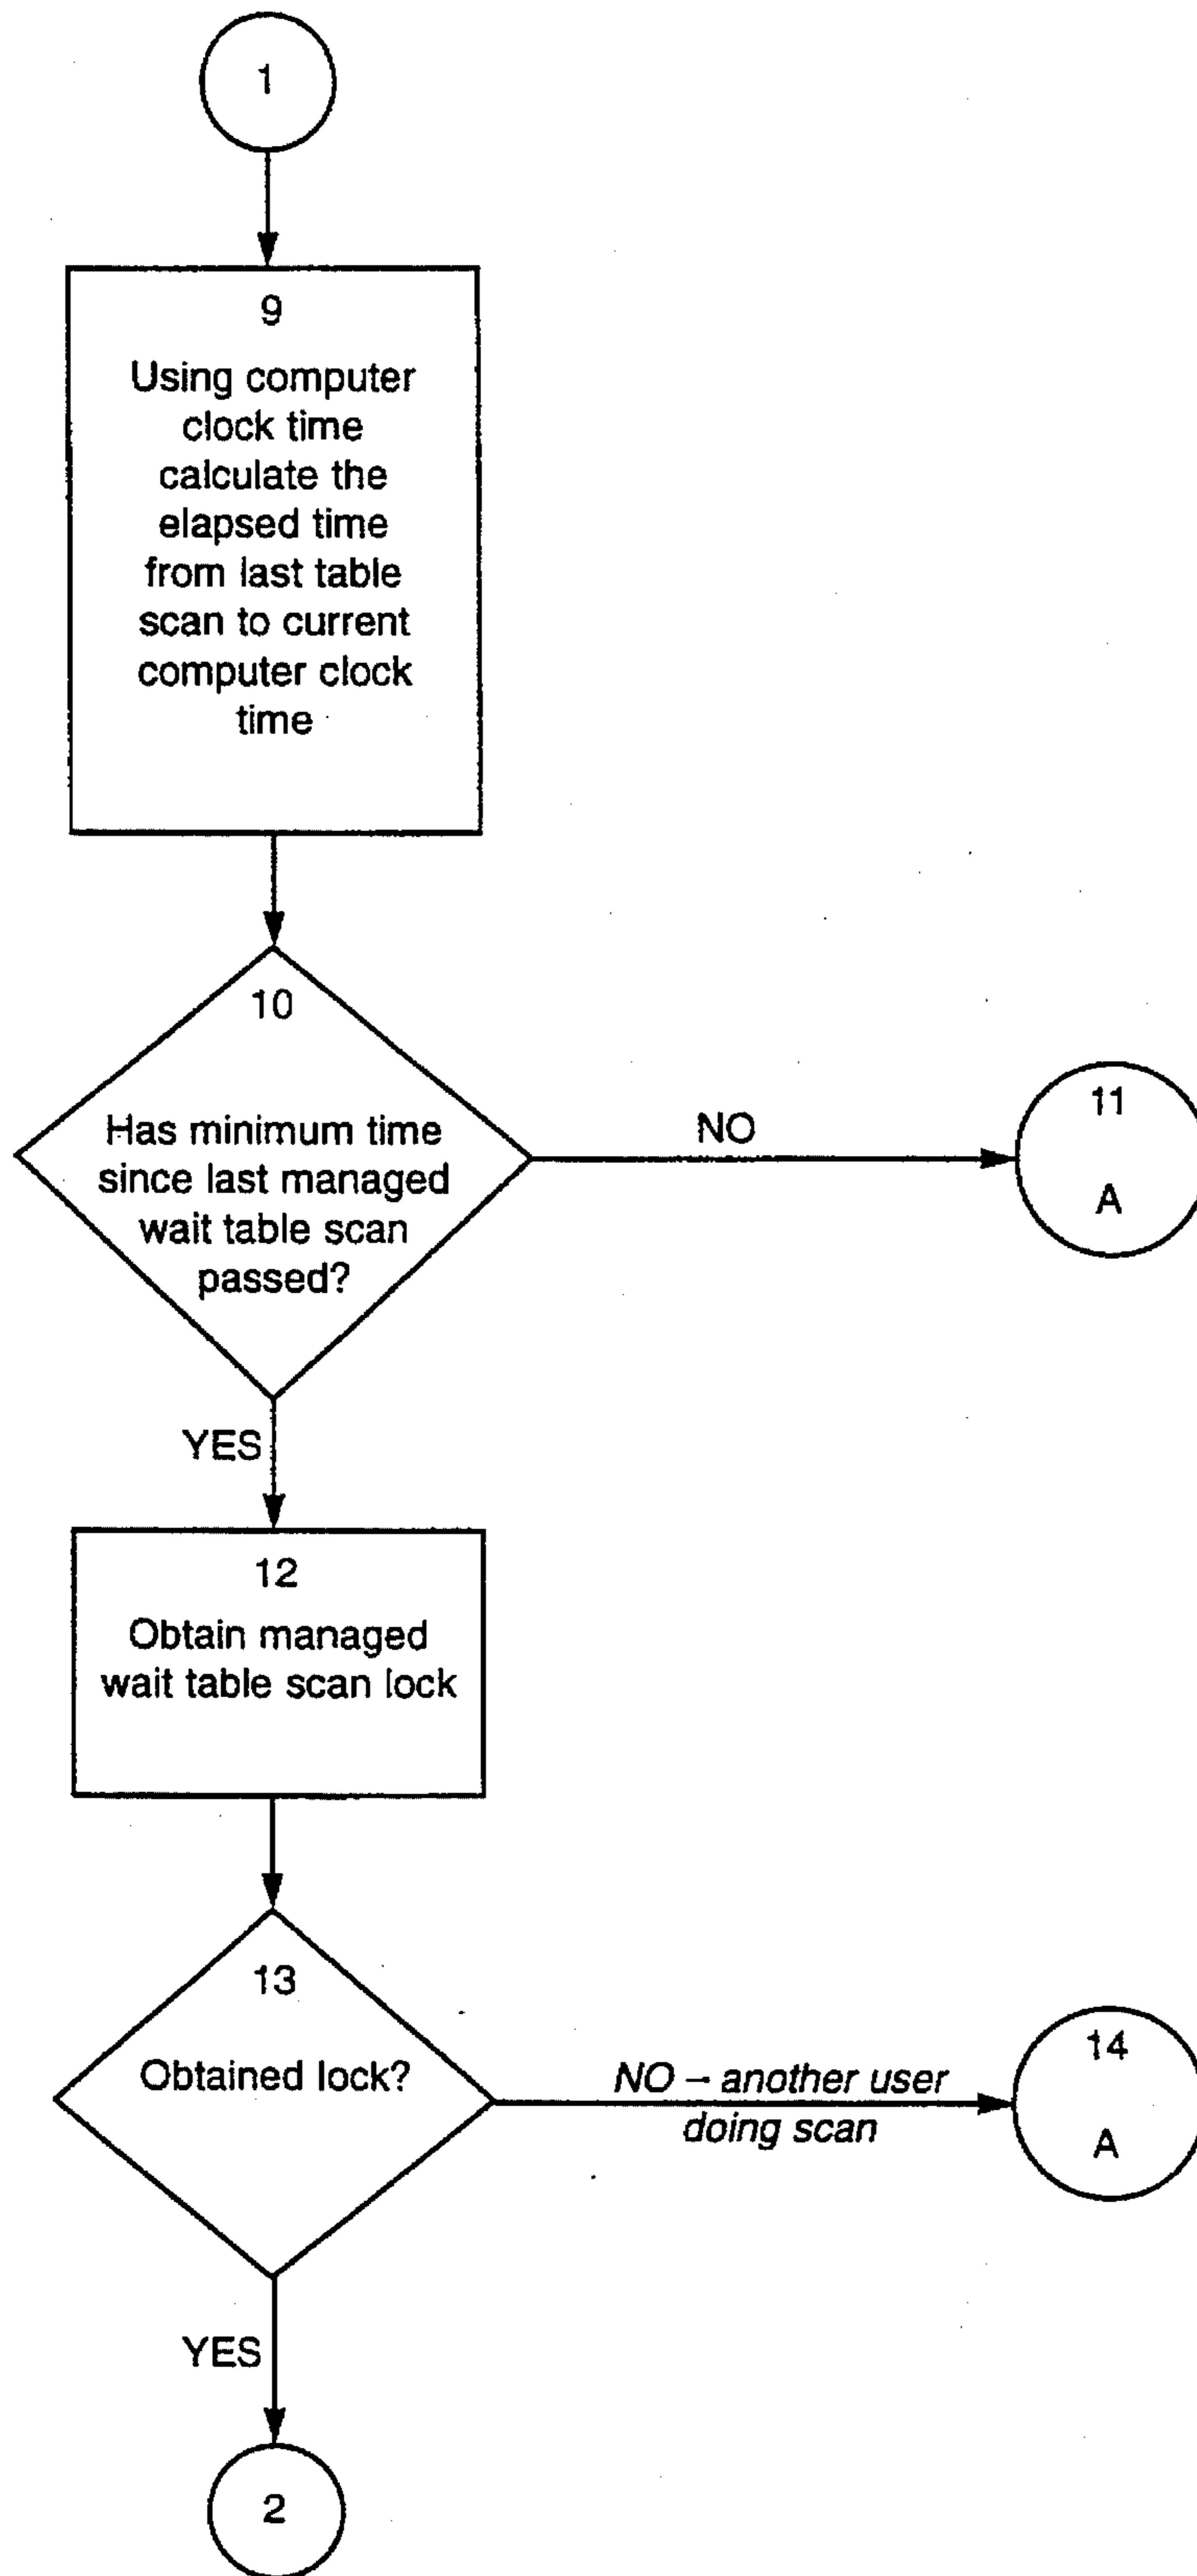 1
9
Using computer
clock time
calculate the
elapsed time
from last table
scan to current
computer clock
time
10
Has minimum time
since last managed
wait table scan
passed?
NO
11
A
YES
12
Obtain managed
wait table scan lock
13
Obtained lock?
NO – another user
doing scan
14
A
YES
2